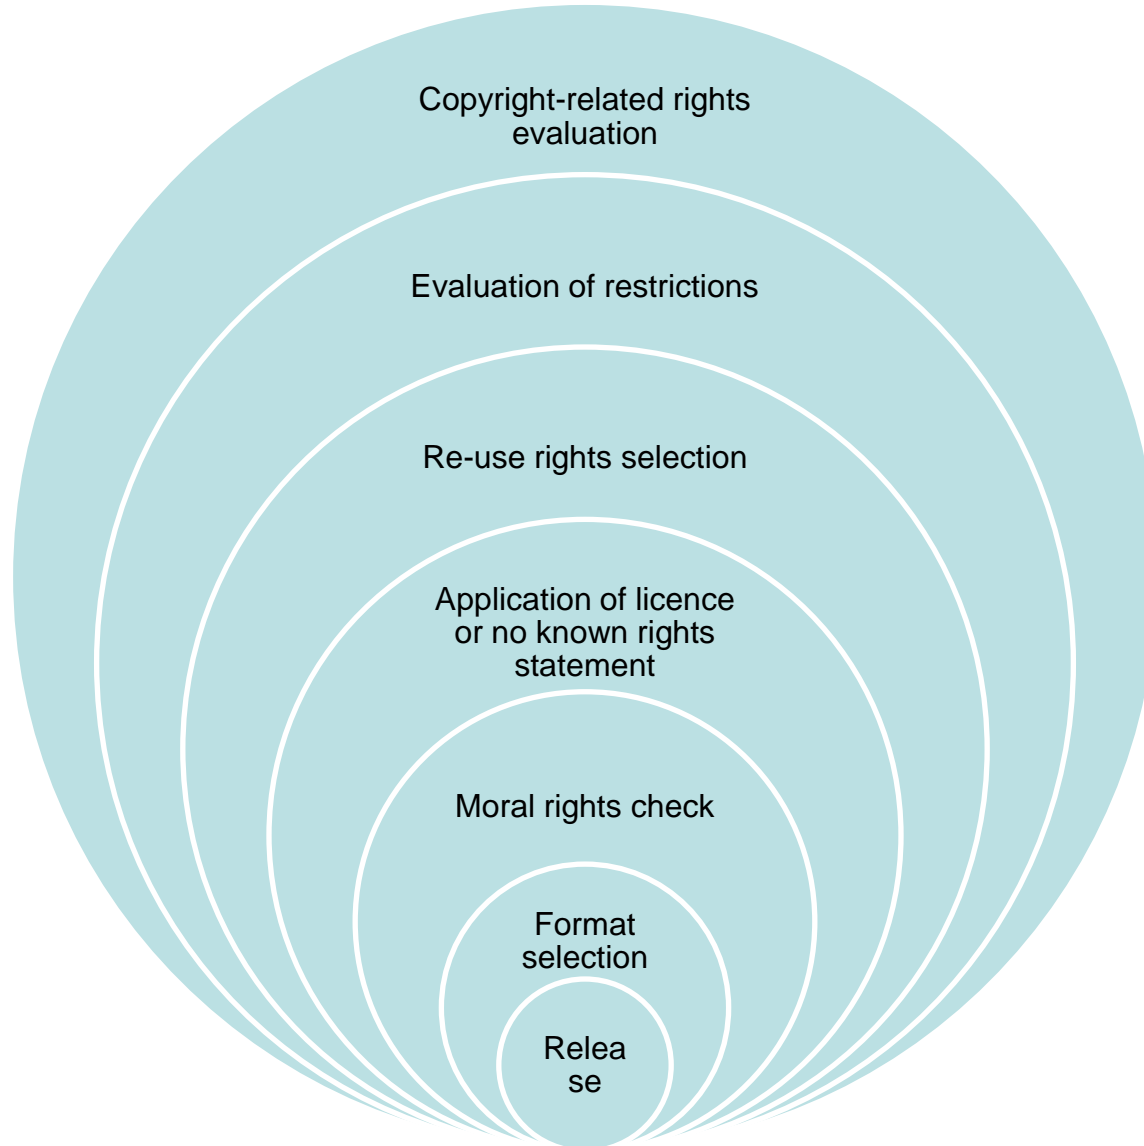 Copyright-related rights
evaluation
Evaluation of restrictions
Re-use rights selection
Application of licence
or no known rights
statement
Moral rights check
Format
selection
Relea
se